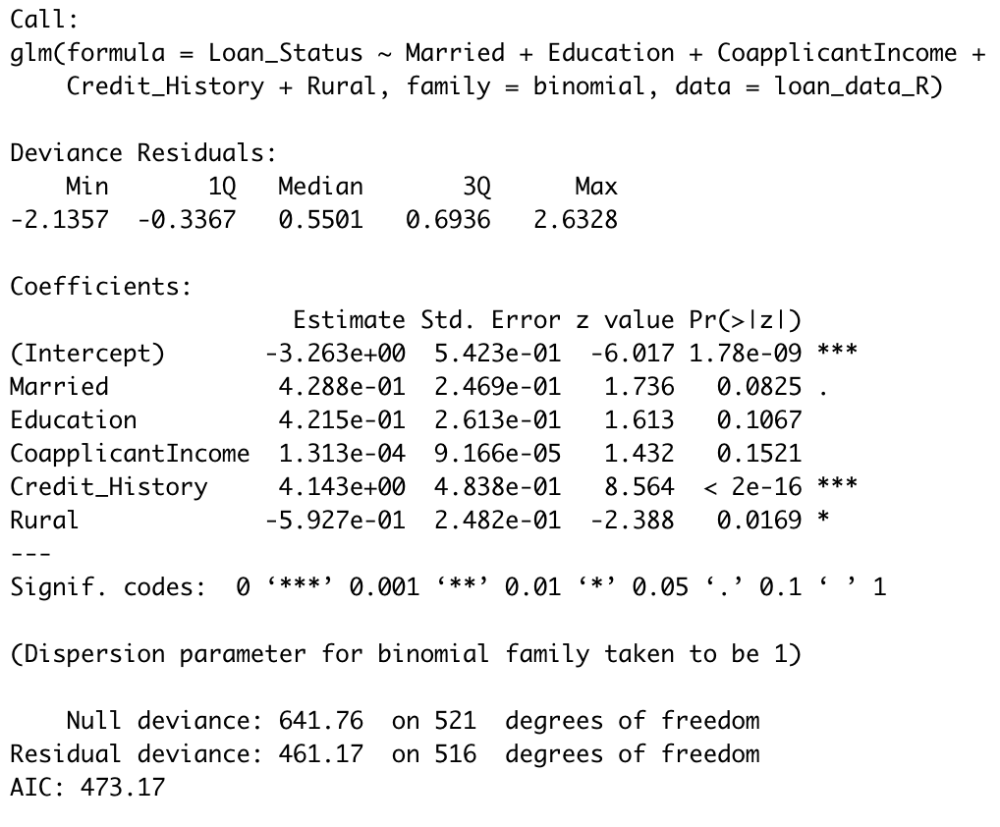 Call:
glm(formula = Loan_Status ~ Married + Education + CoapplicantIncome +
    Credit_History + Rural, family = binomial, data = loan_data_R)

Deviance Residuals:
    Min       1Q   Median       3Q      Max
-2.1357  -0.3367   0.5501   0.6936   2.6328

Coefficients:
                    Estimate Std. Error z value Pr(>|z|)
(Intercept)       -3.263e+00  5.423e-01  -6.017 1.78e-09 ***
Married            4.288e-01  2.469e-01   1.736   0.0825 .
Education          4.215e-01  2.613e-01   1.613   0.1067
CoapplicantIncome  1.313e-04  9.166e-05   1.432   0.1521
Credit_History     4.143e+00  4.838e-01   8.564  < 2e-16 ***
Rural             -5.927e-01  2.482e-01  -2.388   0.0169 *
---
Signif. codes:  0 ‘***’ 0.001 ‘**’ 0.01 ‘*’ 0.05 ‘.’ 0.1 ‘ ’ 1

(Dispersion parameter for binomial family taken to be 1)

    Null deviance: 641.76  on 521  degrees of freedom
Residual deviance: 461.17  on 516  degrees of freedom
AIC: 473.17